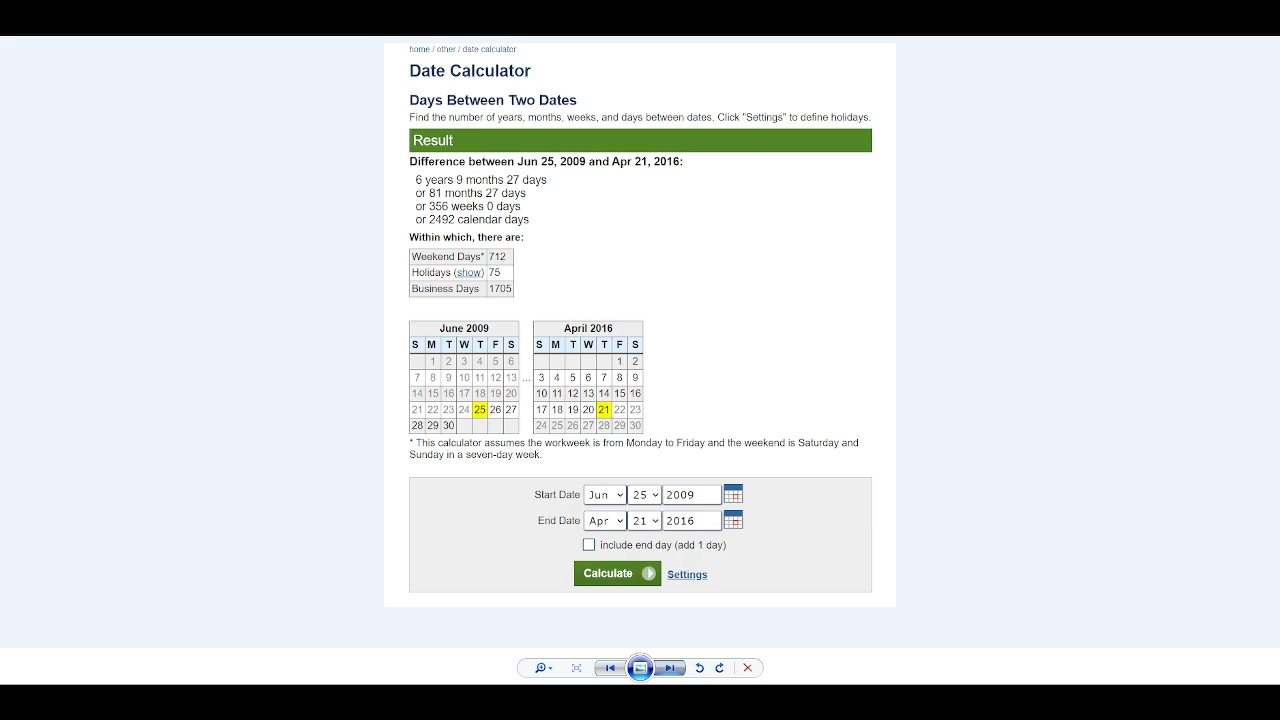 home / other / date calculator
Date Calculator
Days Between Two Dates
Find the number of years, months, weeks, and days between dates. Click "Settings" to define holidays.
Result
Difference between Jun 25, 2009 and Apr 21, 2016:
6 years 9 months 27 days
or 81 months 27 days
or 356 weeks 0 days
or 2492 calendar days
Within which, there are:
Weekend Days* 712
Holidays (show) 75
Business Days 1705
June 2009 April 2016
S M T W T F S S M T W T F S
1 2 3 4 5 6 1 2
7 8 9 10 11 12 13 ... 3 4 5 6 7 8 9
14 15 16 17 18 19 20 10 11 12 13 14 15 16
21 22 23 24 25 26 27 17 18 19 20 21 22 23
28 29 30 24 25 26 27 28 29 30
* This calculator assumes the workweek is from Monday to Friday and the weekend is Saturday and
Sunday in a seven-day week.
Start Date Jun 25 2009
End Date Apr 21 2016
include end day (add 1 day)
Calculate Settings